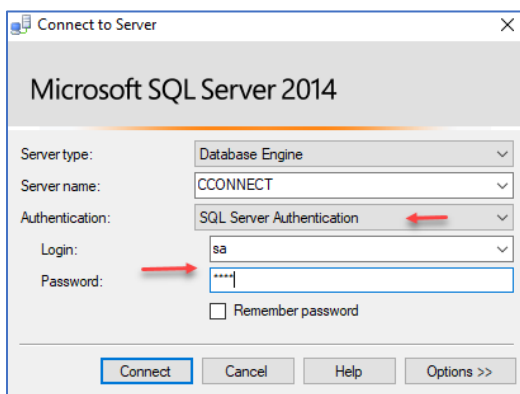 Connect to Server
Microsoft SQL Server 2014
Server type: Database Engine
Server name: CCONNECT
Authentication: SQL Server Authentication
Login: sa
Password: ****
Remember password
Connect Cancel Help Options >>